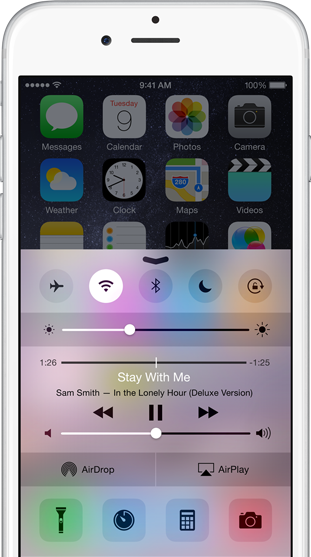 9:41 AM 100%
Tuesday
9
Messages Calendar Photos Camera
280
Weather Clock Maps Videos
1:26 -1:25
Stay With Me
Sam Smith — In the Lonely Hour (Deluxe Version)
AirDrop AirPlay